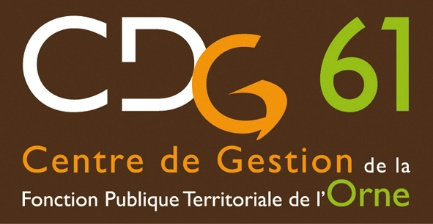 CDG 61
Centre de Gestion de la
Fonction Publique Territoriale de l'Orne